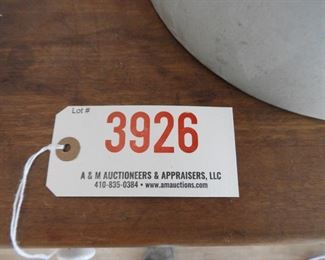 Lot #
3926
A & M AUCTIONEERS & APPRAISERS, LLC
410-835-0384 • www.amauctions.com